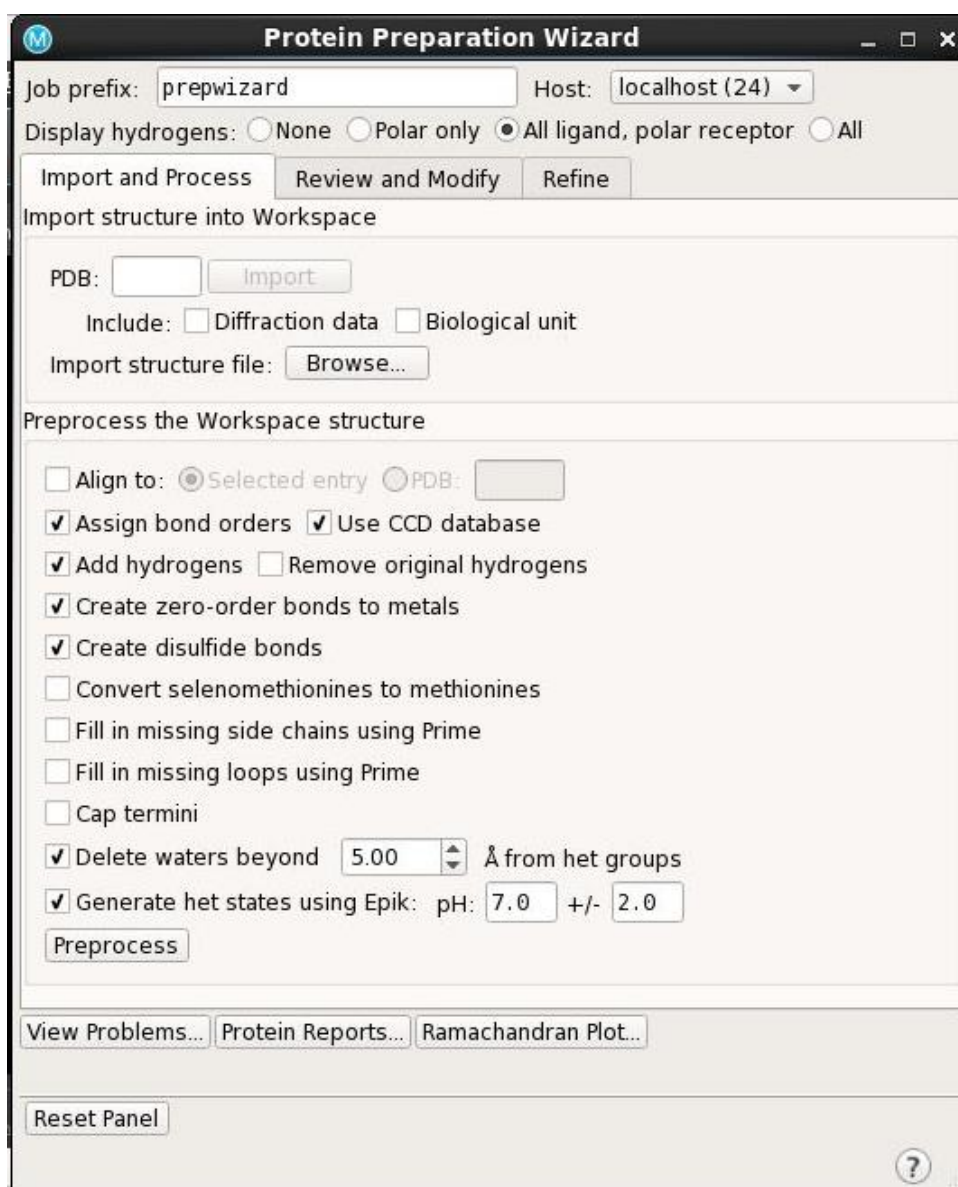 M Protein Preparation Wizard
Job prefix: prepwizard Host: localhost (24)
Display hydrogens: None Polar only All ligand, polar receptor All
Import and Process Review and Modify Refine
Import structure into Workspace
PDB: Import
Include: Diffraction data Biological unit
Import structure file: Browse...
Preprocess the Workspace structure
Align to: Selected entry PDB:
Assign bond orders Use CCD database
Add hydrogens Remove original hydrogens
Create zero-order bonds to metals
Create disulfide bonds
Convert selenomethionines to methionines
Fill in missing side chains using Prime
Fill in missing loops using Prime
Cap termini
Delete waters beyond 5.00 Å from het groups
Generate het states using Epik: pH: 7.0 +/- 2.0
Preprocess
View Problems... Protein Reports... Ramachandran Plot...
Reset Panel
?